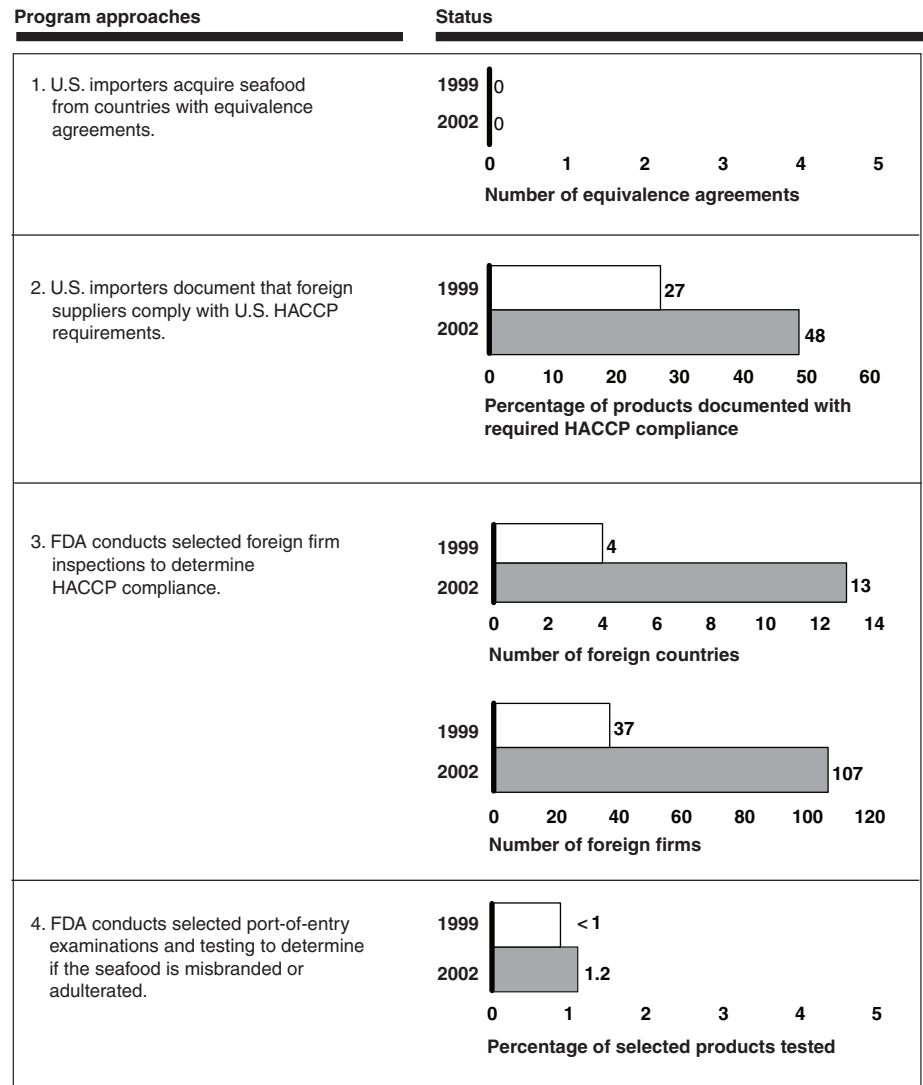 Program approaches
Status
1. U.S. importers acquire seafood
from countries with equivalence
agreements.
1999 0
2002 0
0 1 2 3 4 5
Number of equivalence agreements
2. U.S. importers document that foreign
suppliers comply with U.S. HACCP
requirements.
1999 27
2002 48
0 10 20 30 40 50 60
Percentage of products documented with
required HACCP compliance
3. FDA conducts selected foreign firm
inspections to determine
HACCP compliance.
1999 4
2002 13
0 2 4 6 8 10 12 14
Number of foreign countries
1999 37
2002 107
0 20 40 60 80 100 120
Number of foreign firms
4. FDA conducts selected port-of-entry
examinations and testing to determine
if the seafood is misbranded or
adulterated.
1999 < 1
2002 1.2
0 1 2 3 4 5
Percentage of selected products tested